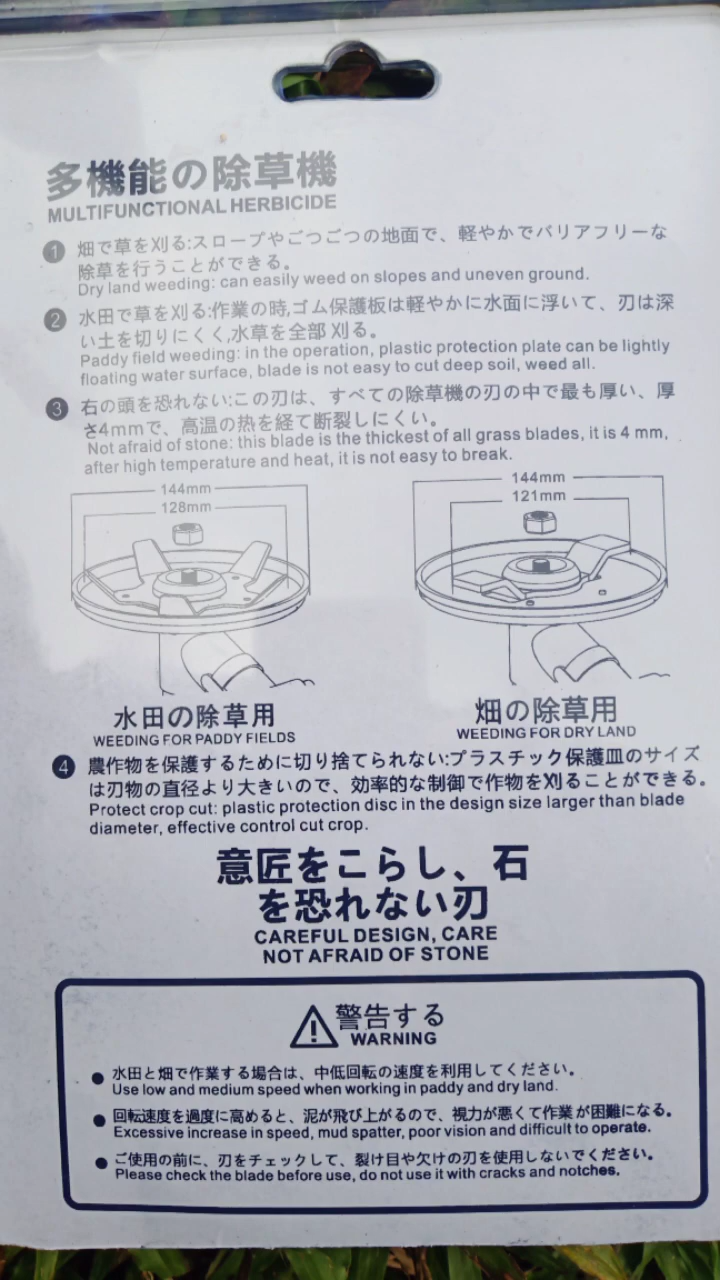 多機能の除草機
MULTIFUNCTIONAL HERBICIDE
1 畑で草を刈る:スロープやごつごつの地面で、軽やかでバリアフリーな
除草を行うことができる。
Dry land weeding: can easily weed on slopes and uneven ground.
2 水田で草を刈る:作業の時,ゴム保護板は軽やかに水面に浮いて、刃は深
い土を切りにくく,水草を全部 刈る。
Paddy field weeding: in the operation, plastic protection plate can be lightly
floating water surface, blade is not easy to cut deep soil, weed all.
3 右の頭を恐れない:この刃は、すべての除草機の刃の中で最も厚い、厚
さ4mmで、高温の熱を経て断裂しにくい。
Not afraid of stone: this blade is the thickest of all grass blades, it is 4 mm,
after high temperature and heat, it is not easy to break.
144mm
128mm
144mm
121mm
水田の除草用
WEEDING FOR PADDY FIELDS
畑の除草用
WEEDING FOR DRY LAND
4 農作物を保護するために切り捨てられない:プラスチック保護皿のサイズ
は刃物の直径より大きいので、効率的な制御で作物を刈ることができる。
Protect crop cut: plastic protection disc in the design size larger than blade
diameter, effective control cut crop.
意匠をこらし、石
を恐れない刃
CAREFUL DESIGN, CARE
NOT AFRAID OF STONE
警告する
WARNING
● 水田と畑で作業する場合は、中低回転の速度を利用してください。
Use low and medium speed when working in paddy and dry land.
● 回転速度を過度に高めると、泥が飛び上がるので、視力が悪くて作業が困難になる。
Excessive increase in speed, mud spatter, poor vision and difficult to operate.
● ご使用の前に、刃をチェックして、裂け目や欠けの刃を使用しないでください。
Please check the blade before use, do not use it with cracks and notches.